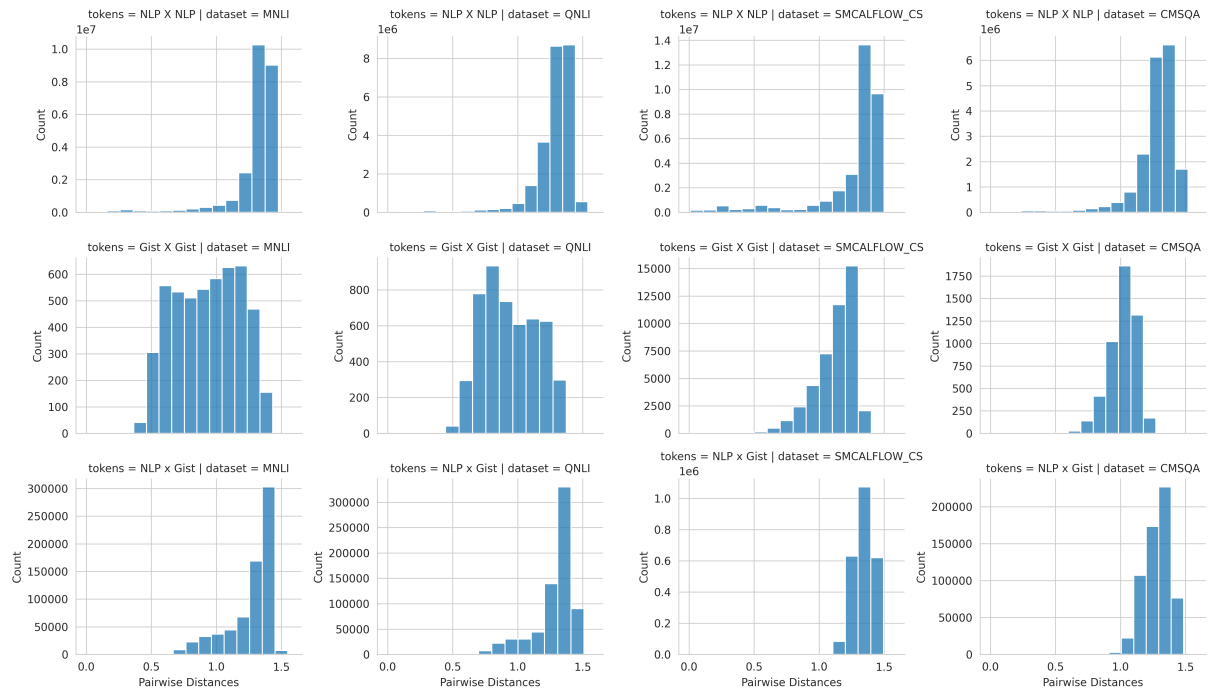 tokens = NLP X NLP | dataset = MNLI
1e7
1.0
0.8
0.6
0.4
0.2
0.0
Count
tokens = NLP X NLP | dataset = QNLI
1e6
8
6
4
2
0
Count
tokens = NLP X NLP | dataset = SMCALFLOW_CS
1e7
1.4
1.2
1.0
0.8
0.6
0.4
0.2
0.0
Count
tokens = NLP X NLP | dataset = CMSQA
1e6
6
5
4
3
2
1
0
Count
tokens = Gist X Gist | dataset = MNLI
600
500
400
300
200
100
0
Count
tokens = Gist X Gist | dataset = QNLI
800
600
400
200
0
Count
tokens = Gist X Gist | dataset = SMCALFLOW_CS
15000
12500
10000
7500
5000
2500
0
Count
tokens = Gist X Gist | dataset = CMSQA
1750
1500
1250
1000
750
500
250
0
Count
tokens = NLP x Gist | dataset = MNLI
300000
250000
200000
150000
100000
50000
0
Count
0.0 0.5 1.0 1.5
Pairwise Distances
tokens = NLP x Gist | dataset = QNLI
300000
250000
200000
150000
100000
50000
0
Count
0.0 0.5 1.0 1.5
Pairwise Distances
tokens = NLP x Gist | dataset = SMCALFLOW_CS
1e6
1.0
0.8
0.6
0.4
0.2
0.0
Count
0.0 0.5 1.0 1.5
Pairwise Distances
tokens = NLP x Gist | dataset = CMSQA
200000
150000
100000
50000
0
Count
0.0 0.5 1.0 1.5
Pairwise Distances